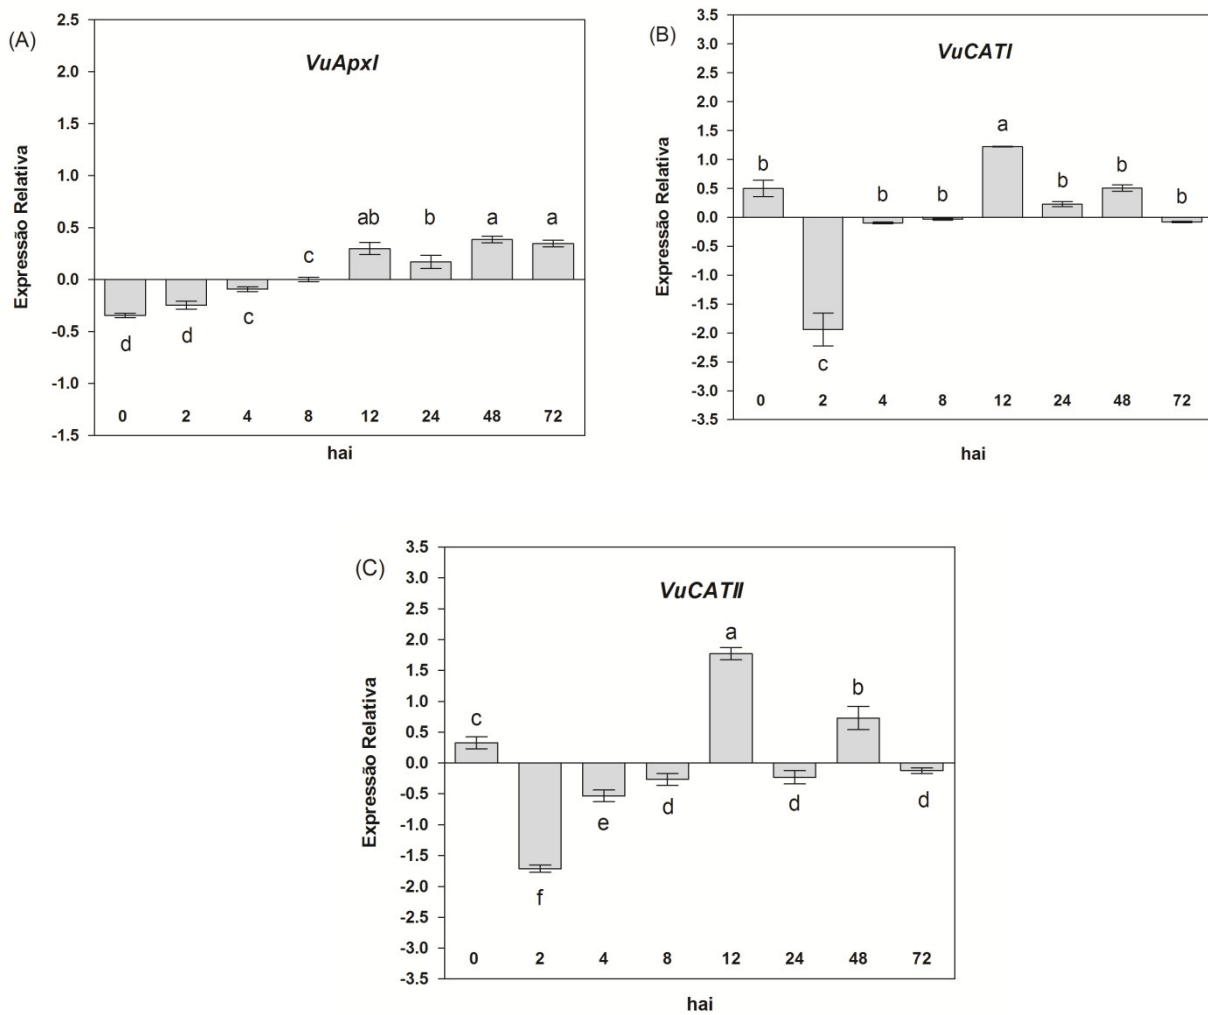 (A)
VuApxI
Expressão Relativa
2.5
2.0
1.5
1.0
0.5
0.0
-0.5
-1.0
-1.5
d d c c ab b a a
0 2 4 8 12 24 48 72
hai
(B)
VuCATI
Expressão Relativa
3.5
3.0
2.5
2.0
1.5
1.0
0.5
0.0
-0.5
-1.0
-1.5
-2.0
-2.5
-3.0
-3.5
b c b b a b b b
0 2 4 8 12 24 48 72
hai
(C)
VuCATII
Expressão Relativa
3.5
3.0
2.5
2.0
1.5
1.0
0.5
0.0
-0.5
-1.0
-1.5
-2.0
-2.5
-3.0
-3.5
c f e d a d b d
0 2 4 8 12 24 48 72
hai